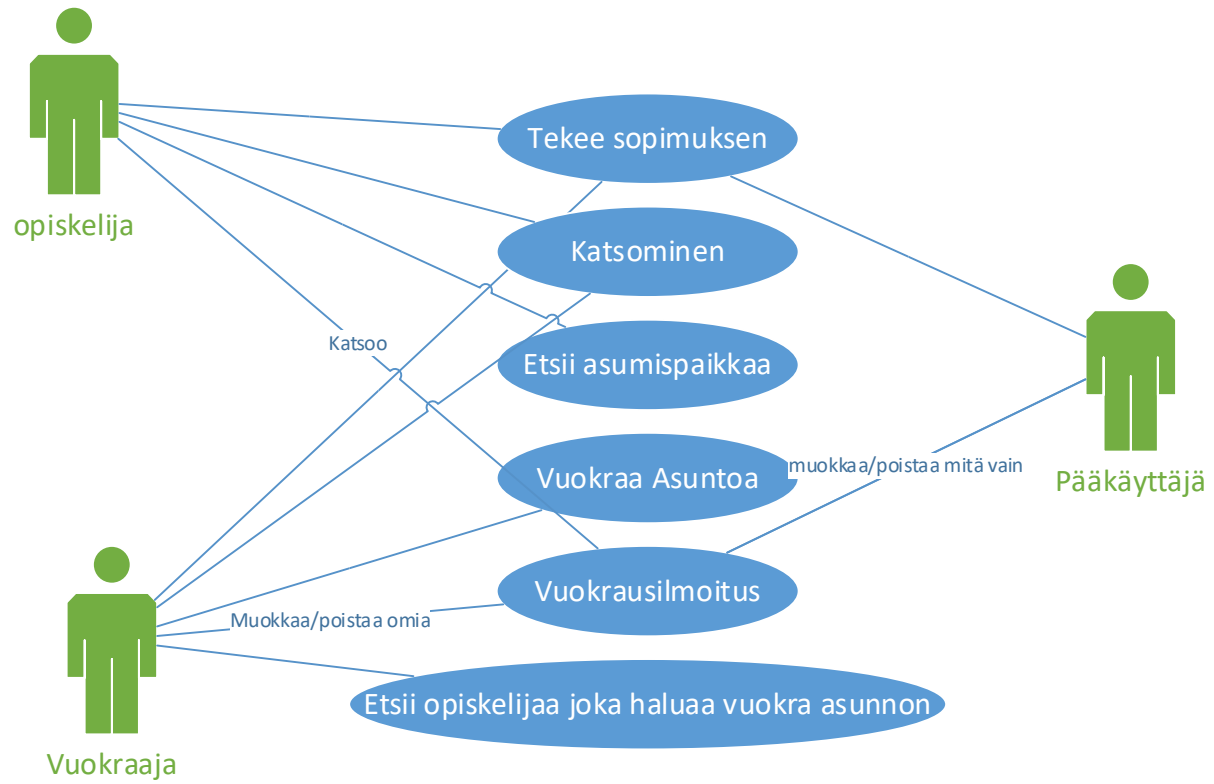 opiskelija
Tekee sopimuksen
Katsominen
Katsoo
Etsii asumispaikkaa
Vuokraa Asuntoa
muokkaa/poistaa mitä vain
Pääkäyttäjä
Vuokrausilmoitus
Muokkaa/poistaa omia
Etsii opiskelijaa joka haluaa vuokra asunnon
Vuokraaja